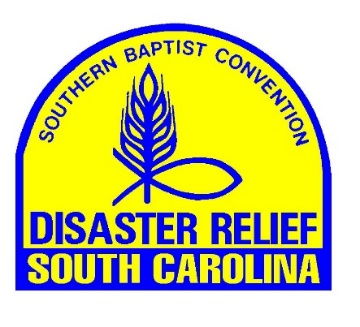 SOUTHERN BAPTIST CONVENTION
DISASTER RELIEF
SOUTH CAROLINA